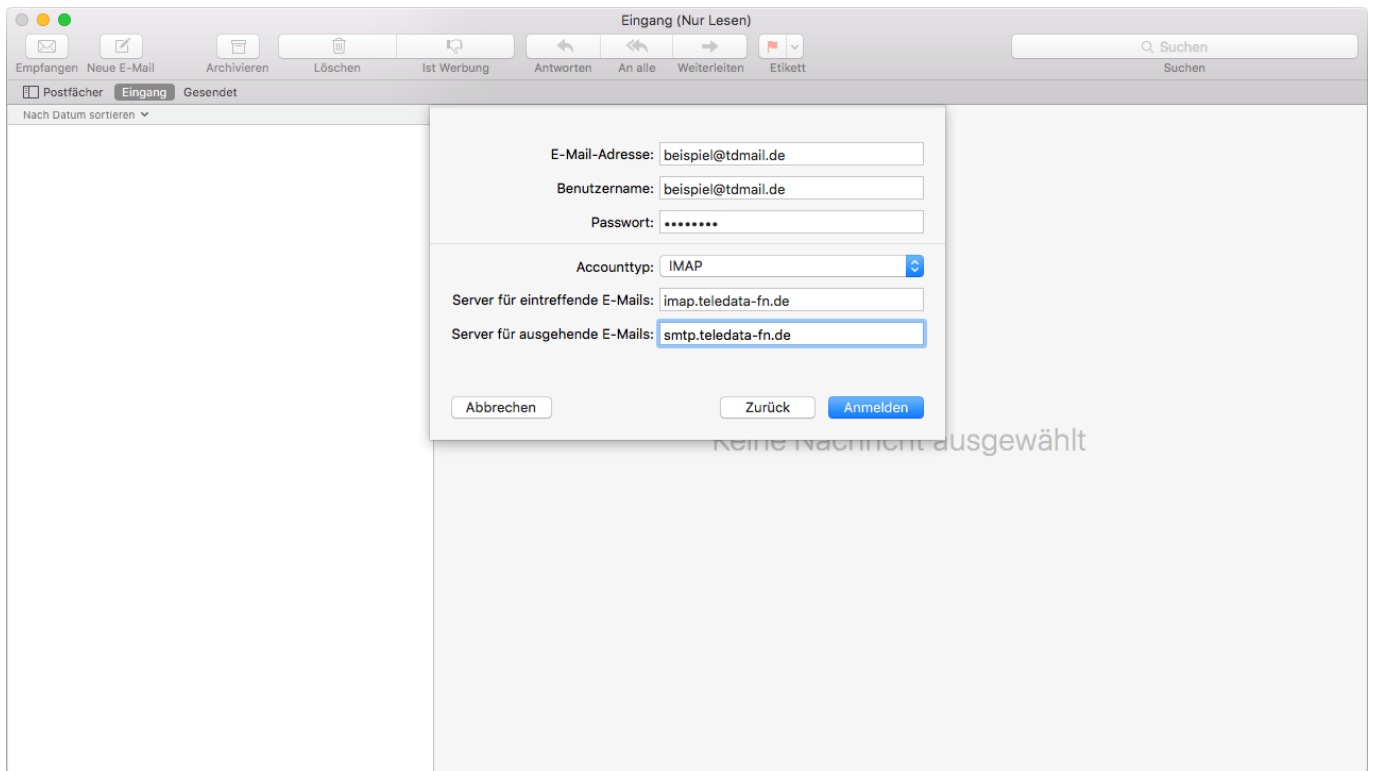 Eingang (Nur Lesen)
Suchen
Empfangen Neue E-Mail Archivieren Löschen Ist Werbung Antworten An alle Weiterleiten Etikett Suchen
Postfächer Eingang Gesendet
Nach Datum sortieren
E-Mail-Adresse: beispiel@tdmail.de
Benutzername: beispiel@tdmail.de
Passwort: ••••••••
Accounttyp: IMAP
Server für eintreffende E-Mails: imap.teledata-fn.de
Server für ausgehende E-Mails: smtp.teledata-fn.de
Abbrechen Zurück Anmelden
Keine Nachricht ausgewählt